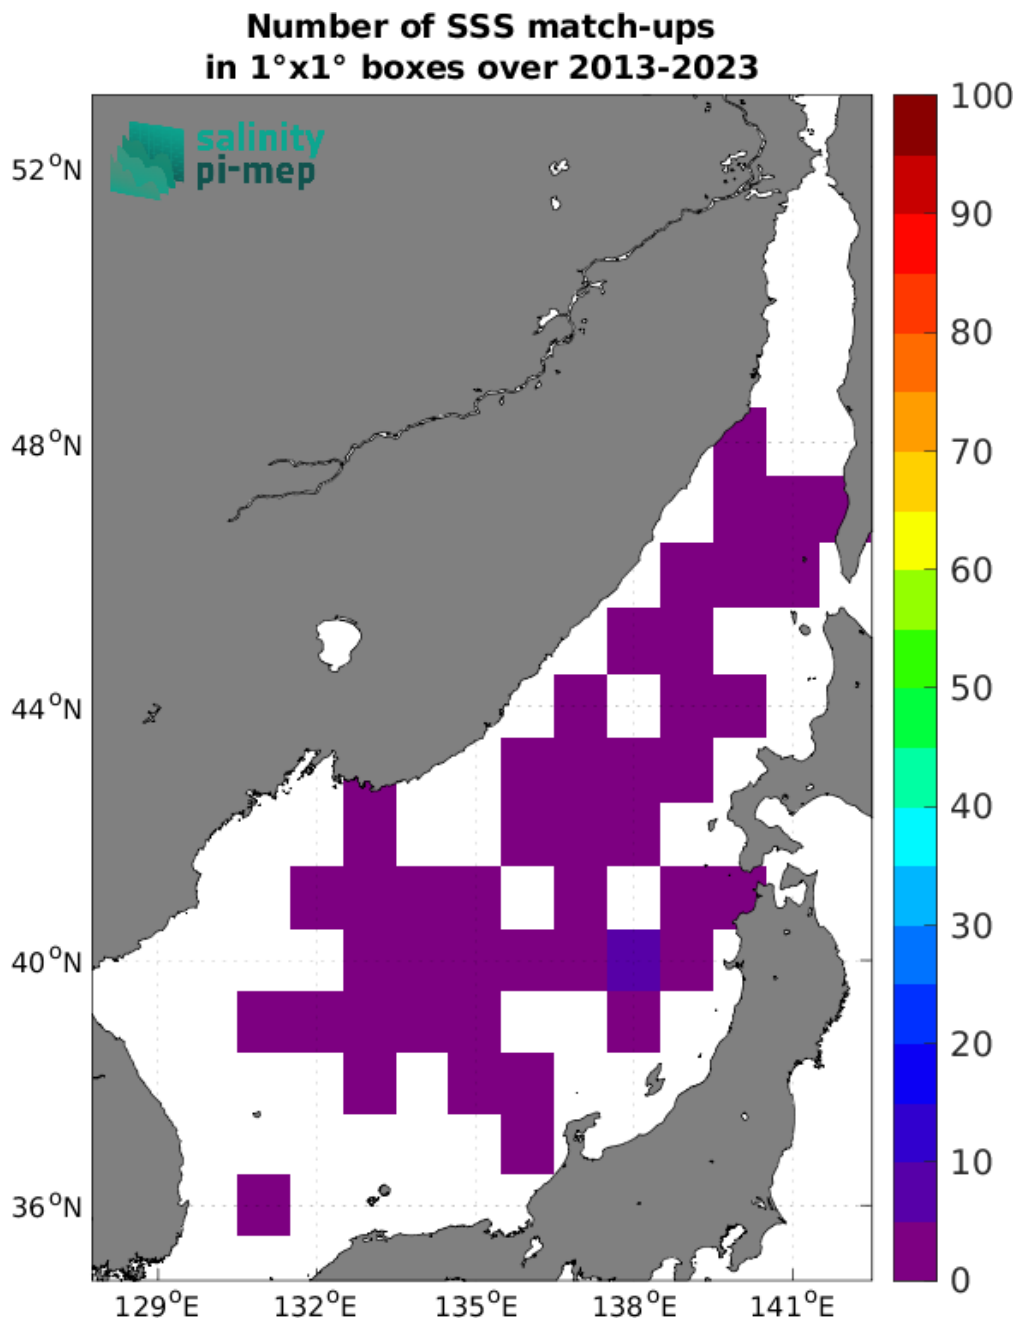 Number of SSS match-ups
in 1°x1° boxes over 2013-2023
salinity
pi-mep
52°N
48°N
44°N
40°N
36°N
129°E
132°E
135°E
138°E
141°E
100
90
80
70
60
50
40
30
20
10
0